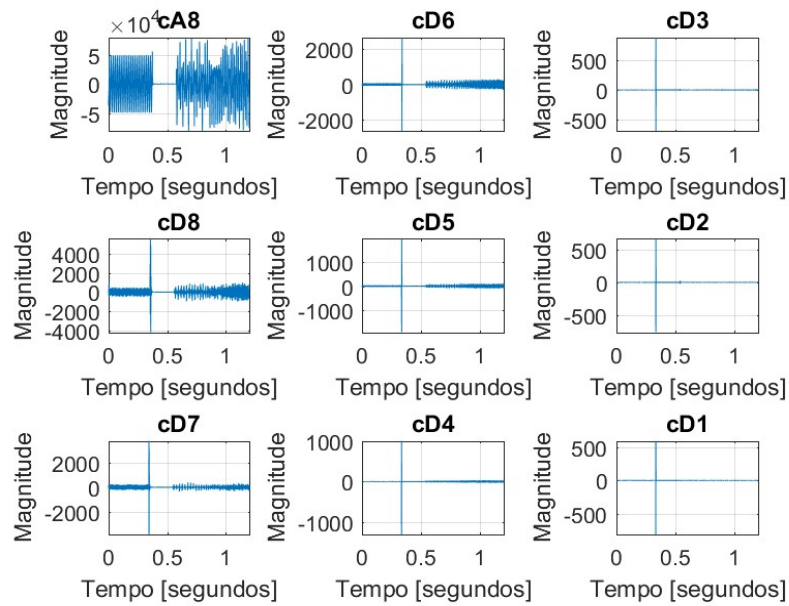 ×10⁴ cA8
Magnitude
5
0
-5
0 0.5 1
Tempo [segundos]
cD6
Magnitude
2000
0
-2000
0 0.5 1
Tempo [segundos]
cD3
Magnitude
500
0
-500
0 0.5 1
Tempo [segundos]
cD8
Magnitude
4000
2000
0
-2000
-4000
0 0.5 1
Tempo [segundos]
cD5
Magnitude
1000
0
-1000
0 0.5 1
Tempo [segundos]
cD2
Magnitude
500
0
-500
0 0.5 1
Tempo [segundos]
cD7
Magnitude
2000
0
-2000
0 0.5 1
Tempo [segundos]
cD4
Magnitude
1000
0
-1000
0 0.5 1
Tempo [segundos]
cD1
Magnitude
500
0
-500
0 0.5 1
Tempo [segundos]